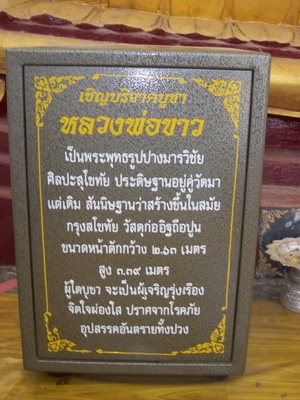 เชิญบริจาคบูชา
หลวงพ่อขาว
เป็นพระพุทธรูปปางมารวิชัย
ศิลปะสุโขทัย ประดิษฐานอยู่คู่วัดมา
แต่เดิม สันนิษฐานว่าสร้างขึ้นในสมัย
กรุงสุโขทัย วัสดุก่ออิฐถือปูน
ขนาดหน้าตักกว้าง ๒.๖๓ เมตร
สูง ๓.๓๙ เมตร
ผู้ใดบูชา จะเป็นผู้เจริญรุ่งเรือง
จิตใจผ่องใส ปราศจากโรคภัย
อุปสรรคอันตรายทั้งปวง